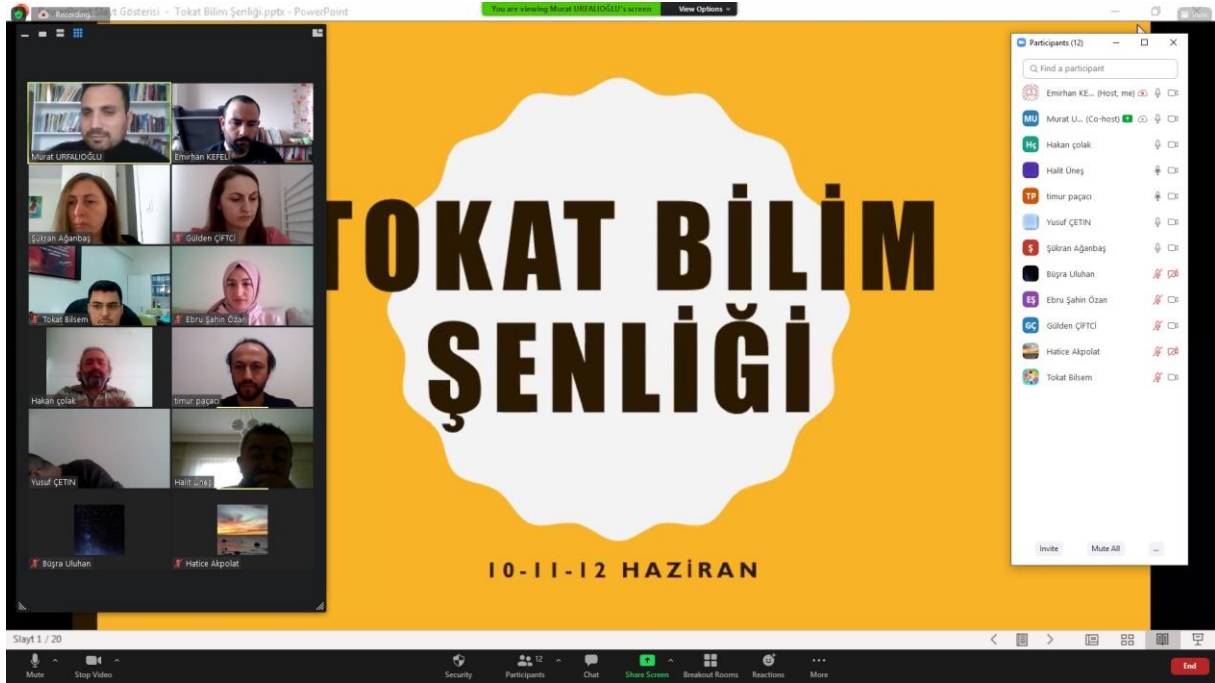 Recording...
Slayt Gösterisi - Tokat Bilim Şenliği.pptx - PowerPoint
You are viewing Murat URFALIOĞLU's screen
View Options
View
Murat URFALIOĞLU
Emirhan KEFELİ
Şükran Ağanbaş
Gülden ÇİFTCİ
Tokat Bilsem
Ebru Şahin Özan
Hakan çolak
timur paçacı
Yusuf ÇETİN
Halit Üneş
Büşra Uluhan
Hatice Akpolat
TOKAT BİLİM
ŞENLİĞİ
10-11-12 HAZİRAN
Participants (12)
Find a participant
Emirhan KE... (Host, me)
MU Murat U... (Co-host)
Hç Hakan çolak
Halit Üneş
TP timur paçacı
Yusuf ÇETİN
Ş Şükran Ağanbaş
Büşra Uluhan
EŞ Ebru Şahin Özan
GÇ Gülden ÇİFTCİ
Hatice Akpolat
Tokat Bilsem
Invite Mute All ...
Slayt 1 / 20
Mute
Stop Video
Security
Participants 12
Chat
Share Screen
Breakout Rooms
Reactions
More
End